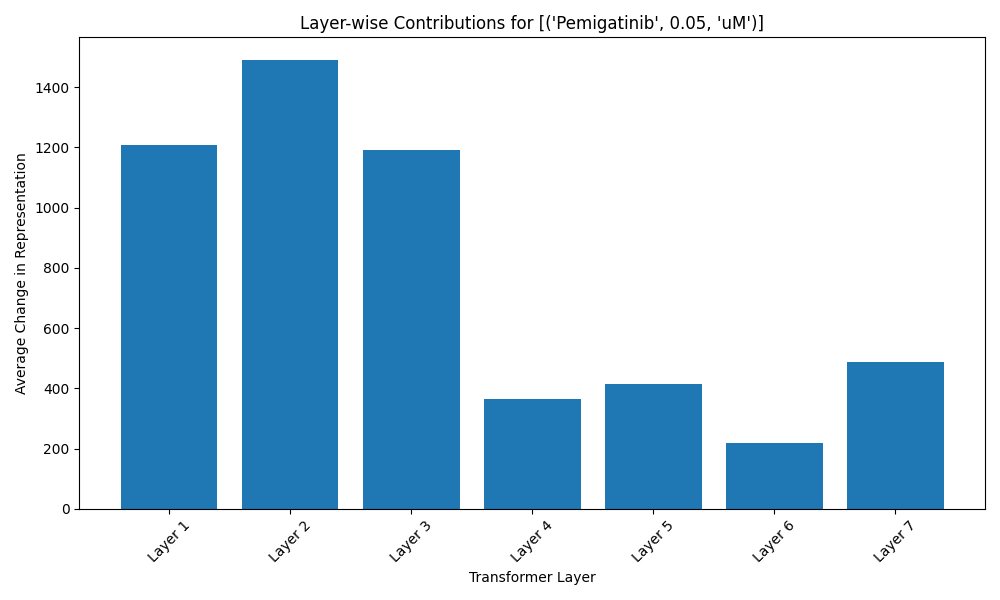 Layer-wise Contributions for [('Pemigatinib', 0.05, 'uM')]
Average Change in Representation
1400
1200
1000
800
600
400
200
0
Layer 1
Layer 2
Layer 3
Layer 4
Layer 5
Layer 6
Layer 7
Transformer Layer